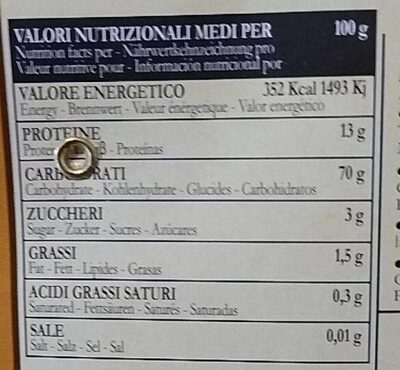 VALORI NUTRIZIONALI MEDI PER 100 g
Nutrition facts per - Nährwertkehnzeichnung pro
Valeur nutritive pour - Información nutricional por
VALORE ENERGETICO 352 Kcal 1493 Kj
Energy - Brennwert - Valeur énergétique - Valor energético
PROTEINE 13 g
- Proteínas
70 g
Carbohydrate - Kohlenhydrate - Glucides - Carbohidratos
ZUCCHERI 3 g
Sugar - Zucker - Sucres - Azúcares
GRASSI 1,5 g
Fat - Fett - Lipides - Grasas
ACIDI GRASSI SATURI 0,3 g
Saturated - Fettsäuren - Saturés - Saturadas
SALE 0,01 g
Salt - Salz - Sel - Sal